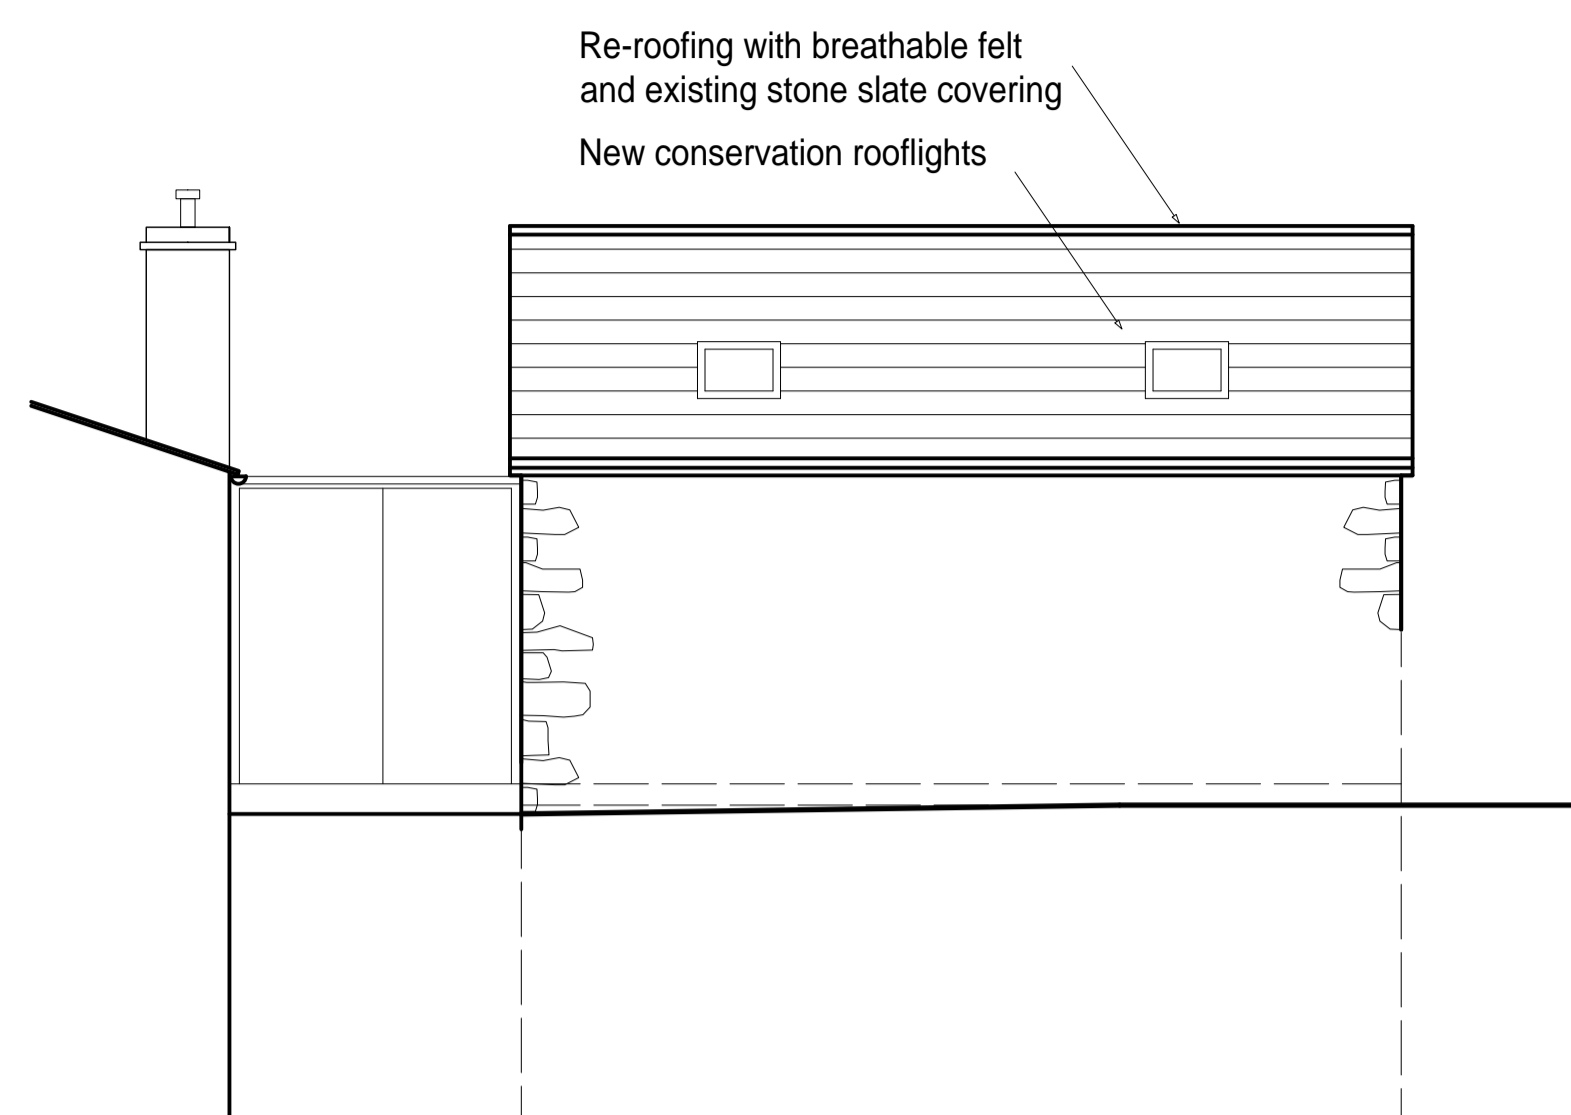 Re-roofing with breathable felt
and existing stone slate covering
New conservation rooflights